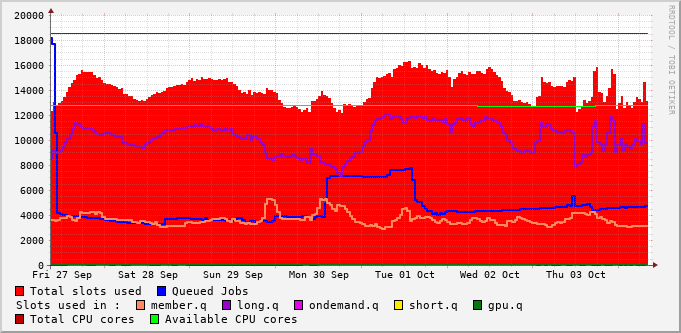 20000
18000
16000
14000
12000
10000
8000
6000
4000
2000
0
Fri 27 Sep Sat 28 Sep Sun 29 Sep Mon 30 Sep Tue 01 Oct Wed 02 Oct Thu 03 Oct
Total slots used Queued Jobs
Slots used in : member.q long.q ondemand.q short.q gpu.q
Total CPU cores Available CPU cores
RRDTOOL / TOBI OETIKER